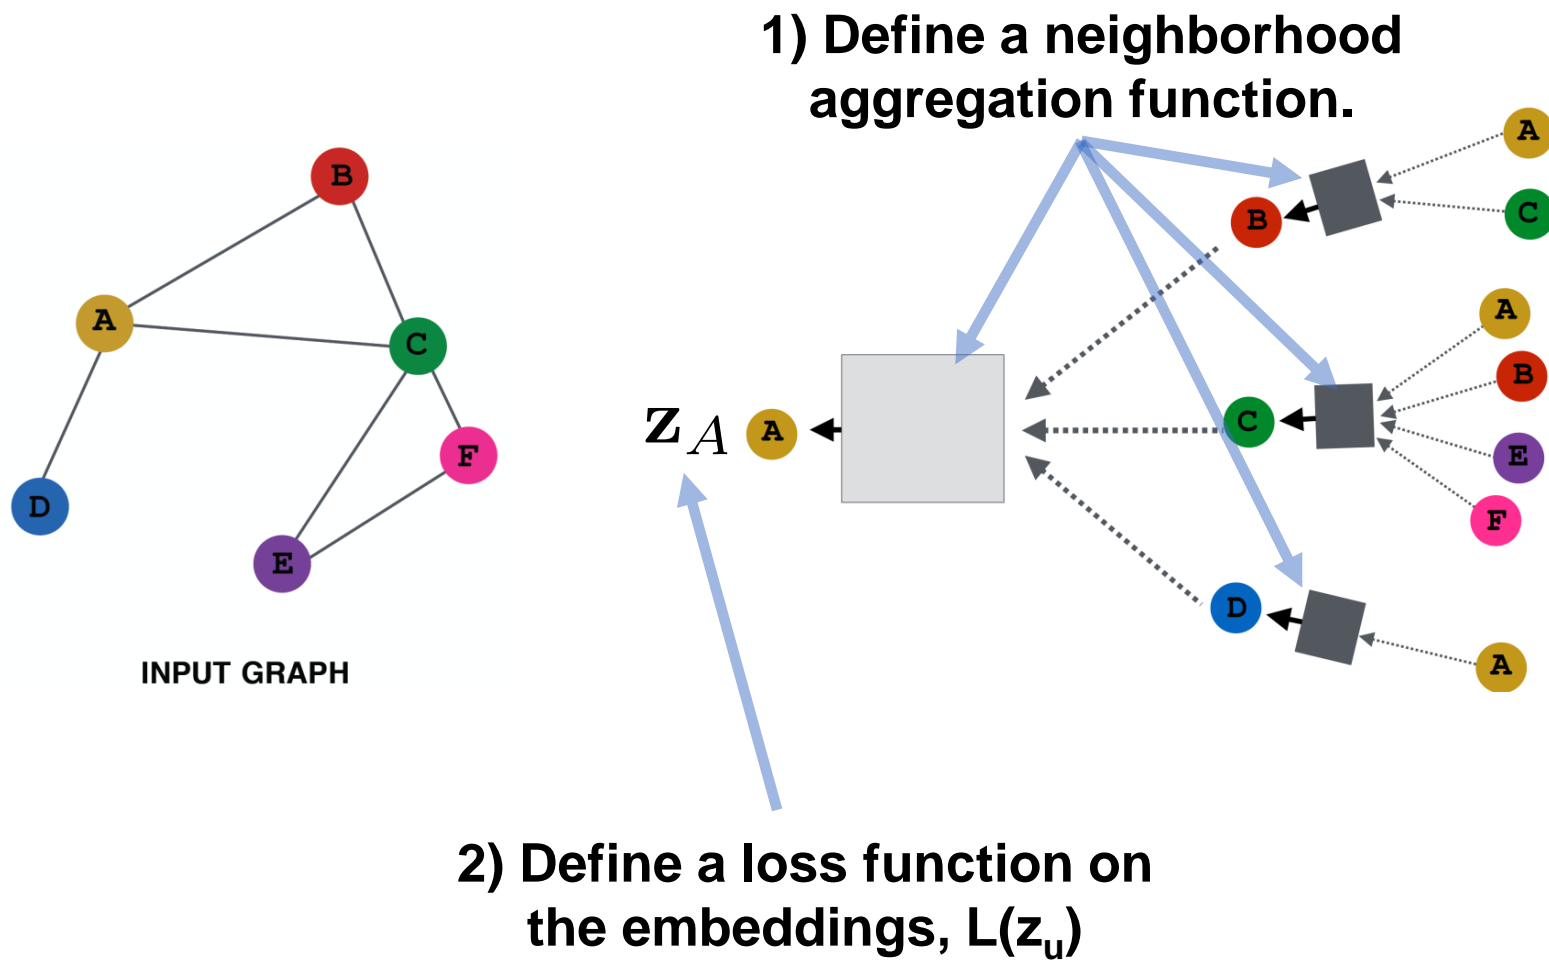 1) Define a neighborhood
aggregation function.
B
A
C
F
D
E
INPUT GRAPH
z_A
A
B
C
D
A
C
A
B
E
F
A
2) Define a loss function on
the embeddings, L(z_u)